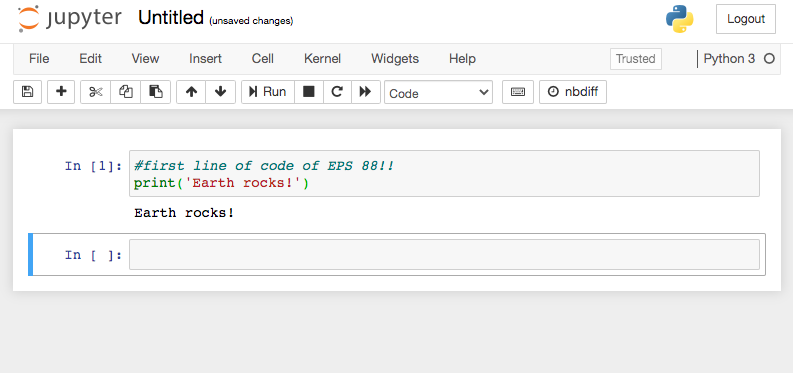 jupyter Untitled (unsaved changes) Logout
File Edit View Insert Cell Kernel Widgets Help Trusted Python 3
Run Code nbdiff
In [1]: #first line of code of EPS 88!!
print('Earth rocks!')
Earth rocks!
In [ ]: